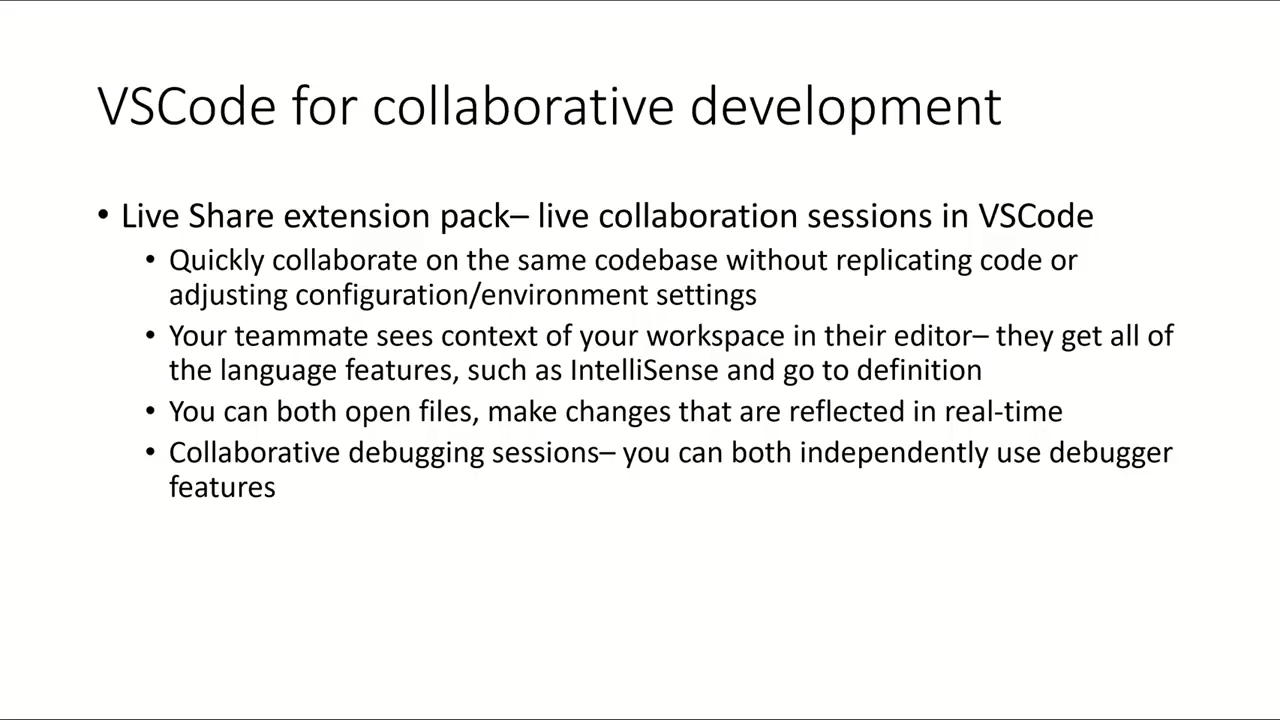 VSCode for collaborative development
• Live Share extension pack– live collaboration sessions in VSCode
• Quickly collaborate on the same codebase without replicating code or
adjusting configuration/environment settings
• Your teammate sees context of your workspace in their editor– they get all of
the language features, such as IntelliSense and go to definition
• You can both open files, make changes that are reflected in real-time
• Collaborative debugging sessions– you can both independently use debugger
features